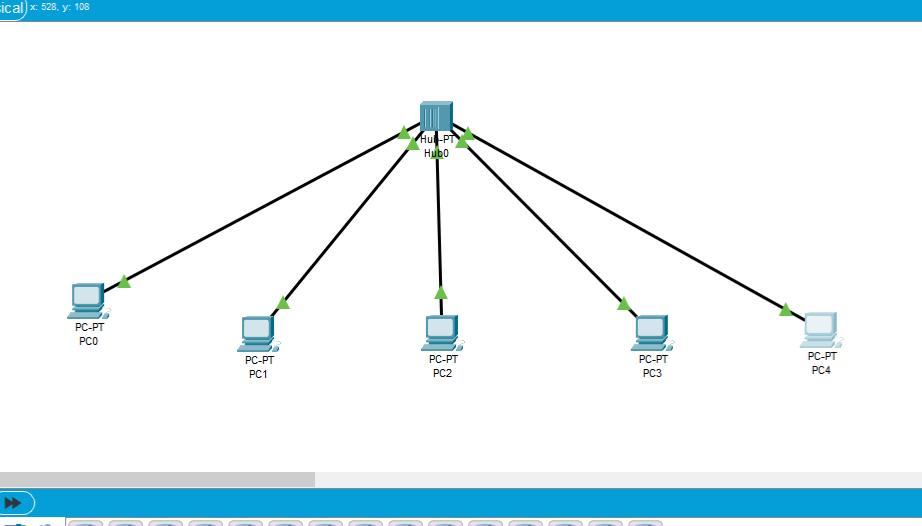 x: 528, y: 108
Hub-PT
Hub0
PC-PT
PC0
PC-PT
PC1
PC-PT
PC2
PC-PT
PC3
PC-PT
PC4